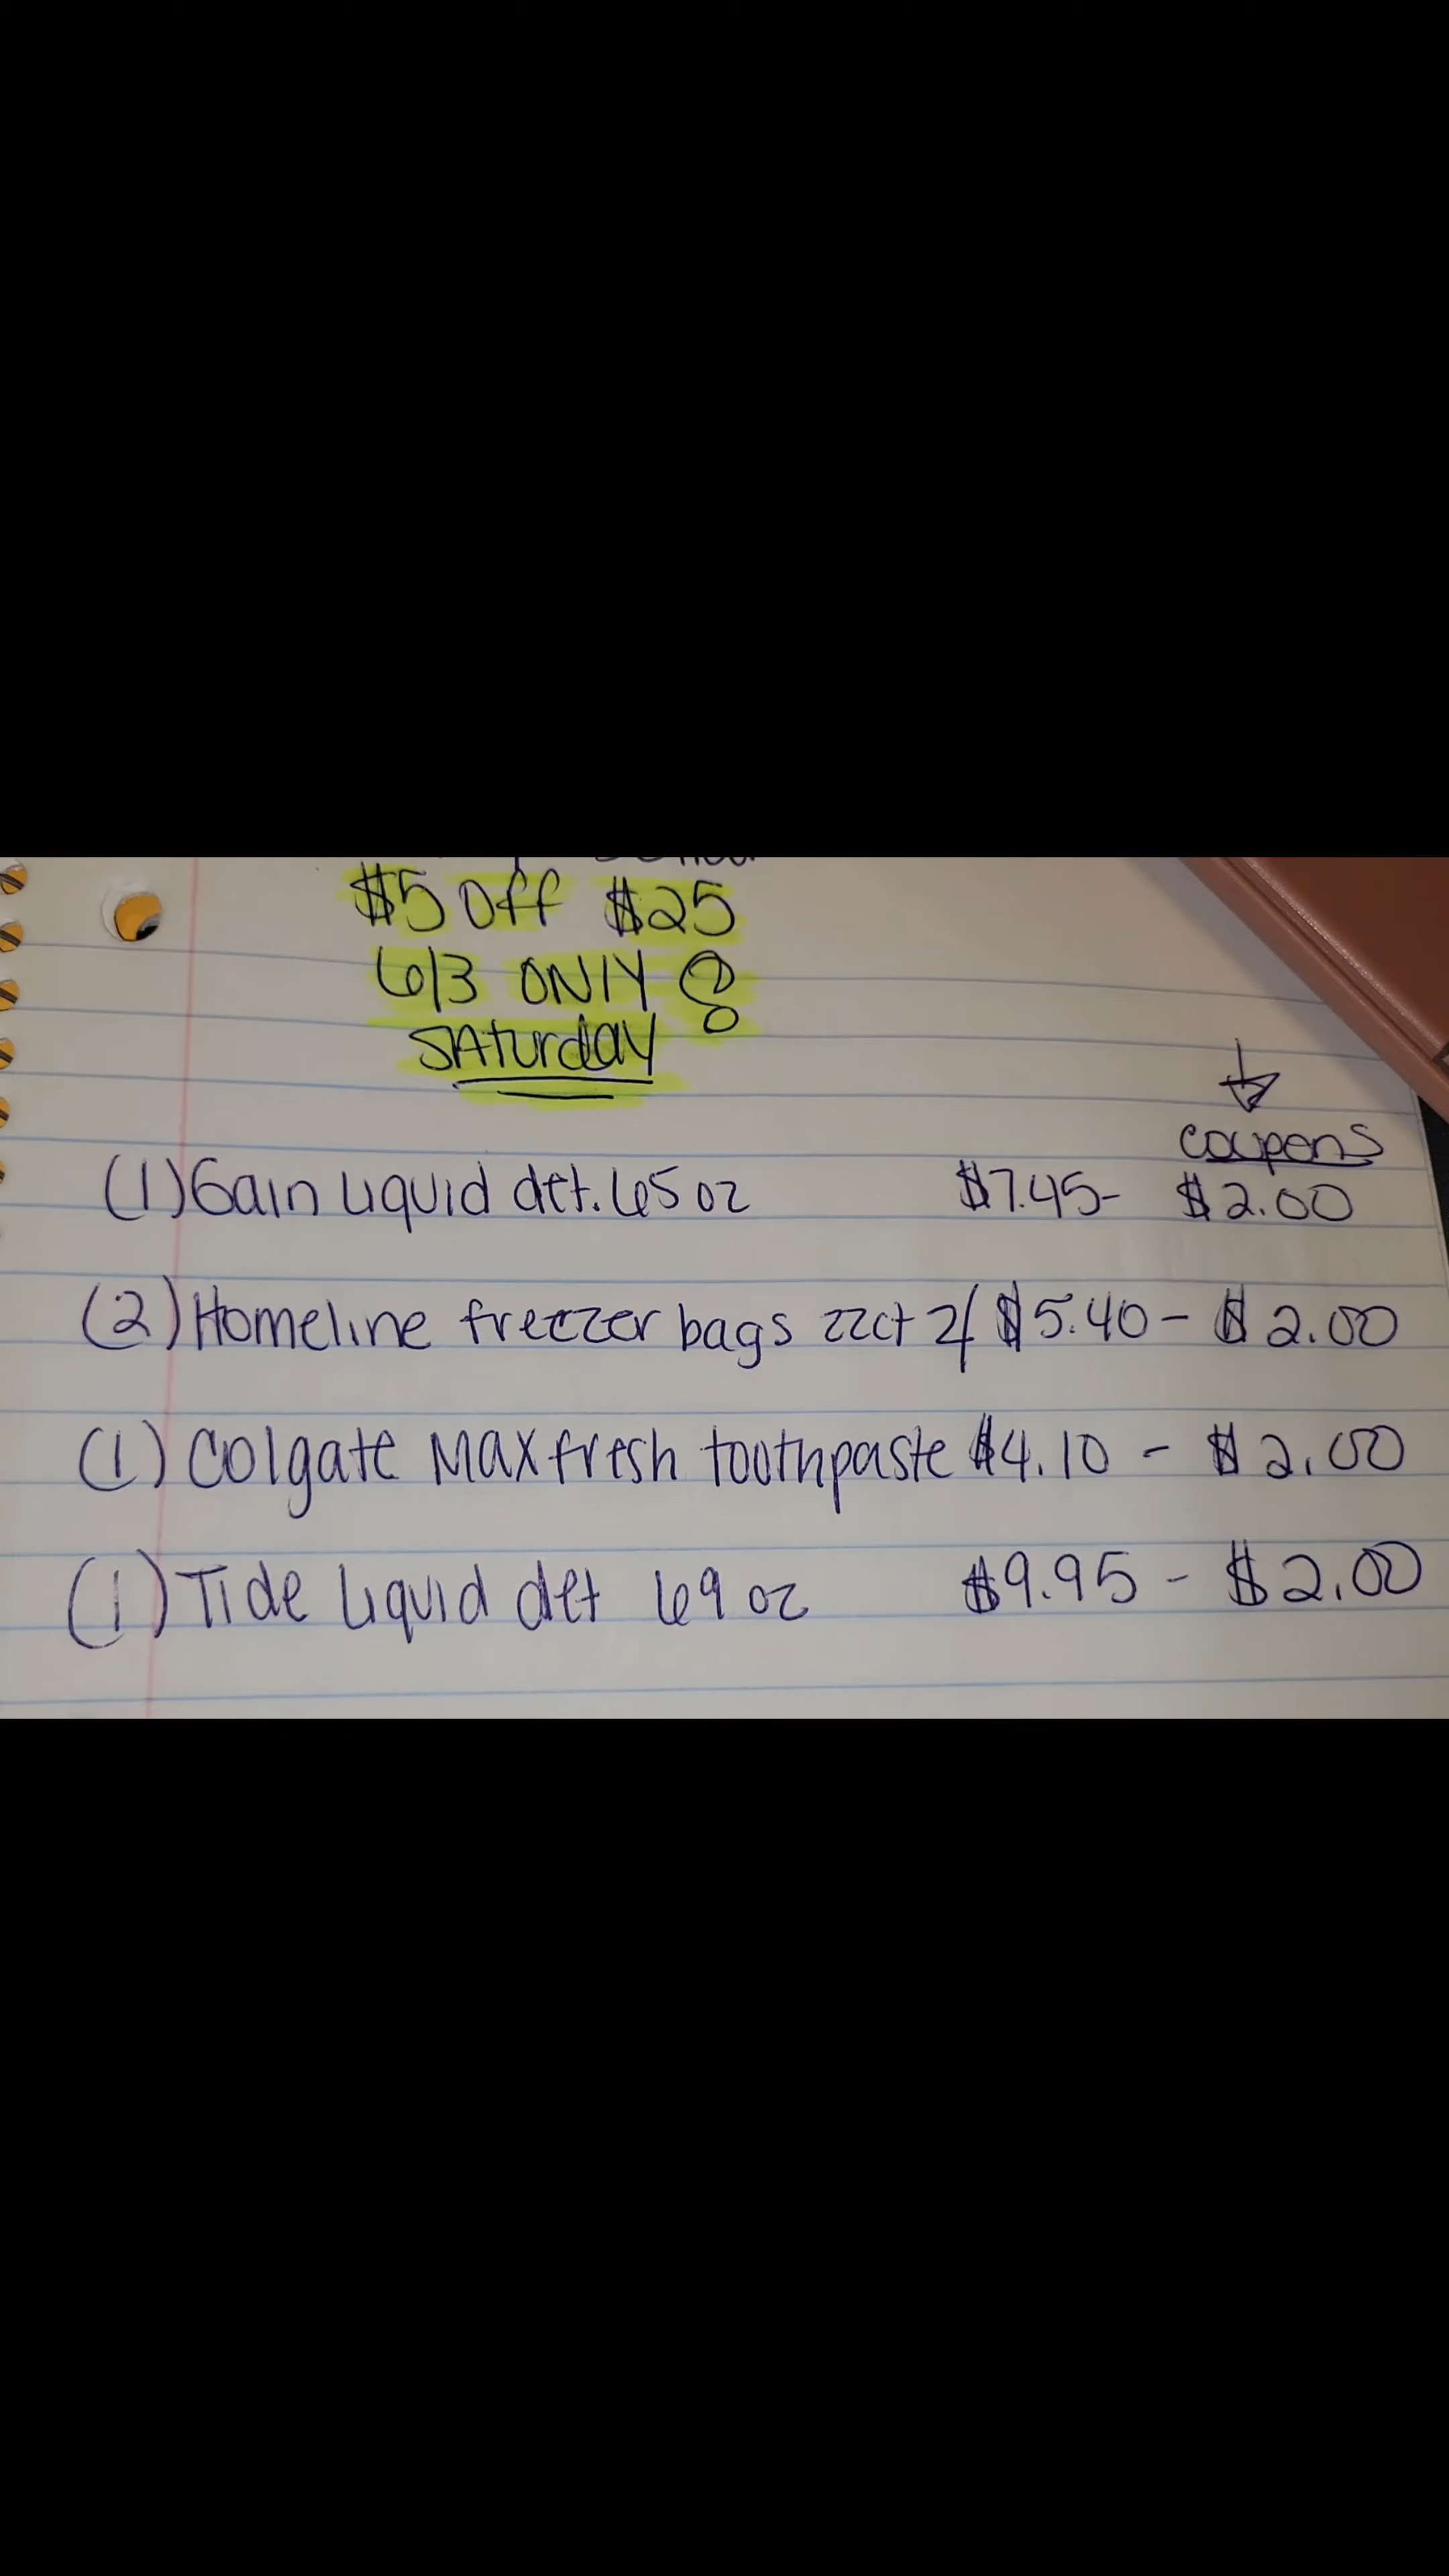 $5 Off $25
6/3 ONLY
SAturday
coupons
(1) Gain Liquid det. 65 oz $7.45- $2.00
(2) Homeline freezer bags 22ct 2/$5.40 - $2.00
(1) Colgate Max fresh toothpaste $4.10 - $2.00
(1) Tide Liquid det 69 oz $9.95 - $2.00